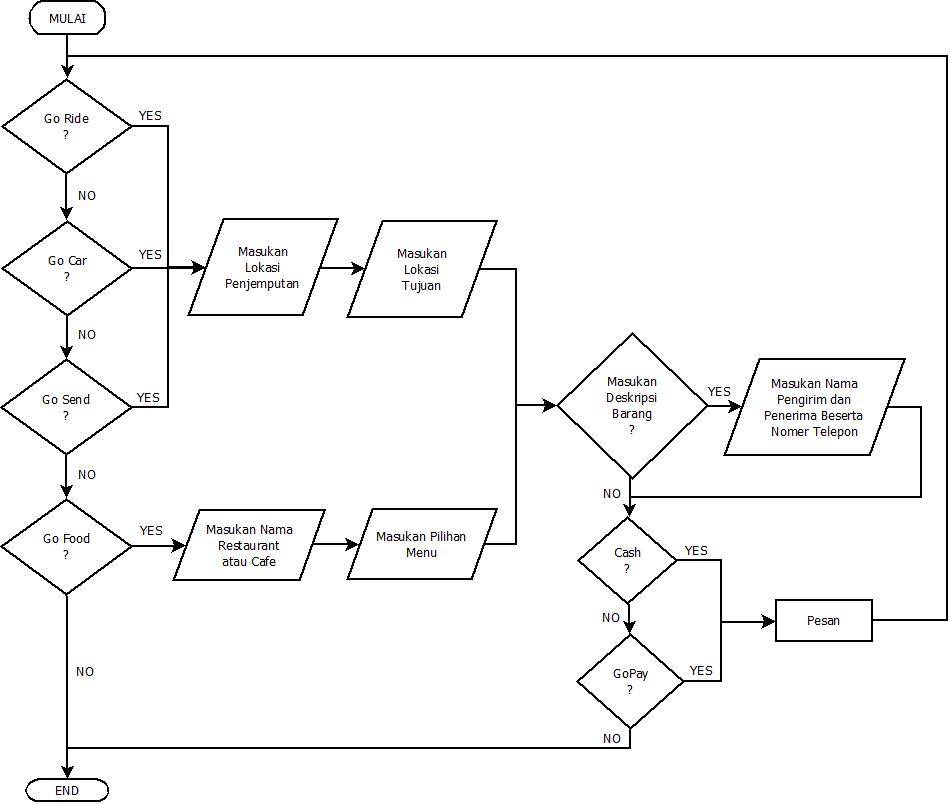 MULAI
Go Ride
?
YES
NO
Go Car
?
YES
NO
Go Send
?
YES
NO
Go Food
?
YES
NO
Masukan
Lokasi
Penjemputan
Masukan
Lokasi
Tujuan
Masukan Nama
Restaurant
atau Cafe
Masukan Pilihan
Menu
Masukan
Deskripsi
Barang
?
YES
NO
Masukan Nama
Pengirim dan
Penerima Beserta
Nomer Telepon
Cash
?
YES
NO
GoPay
?
YES
NO
Pesan
END